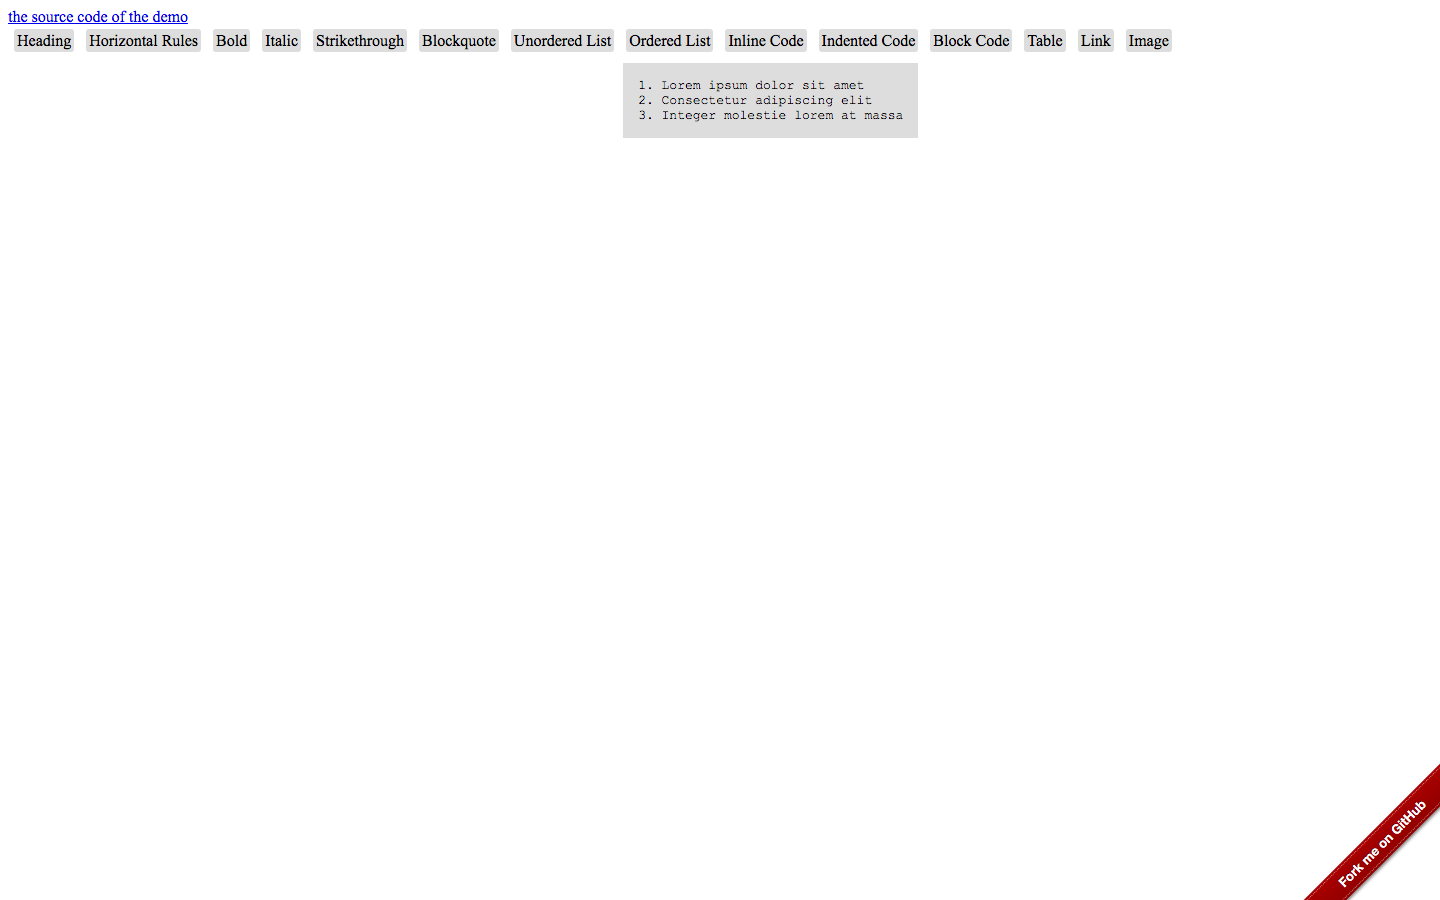 the source code of the demo
Heading Horizontal Rules Bold Italic Strikethrough Blockquote Unordered List Ordered List Inline Code Indented Code Block Code Table Link Image
1. Lorem ipsum dolor sit amet
2. Consectetur adipiscing elit
3. Integer molestie lorem at massa
Fork me on GitHub